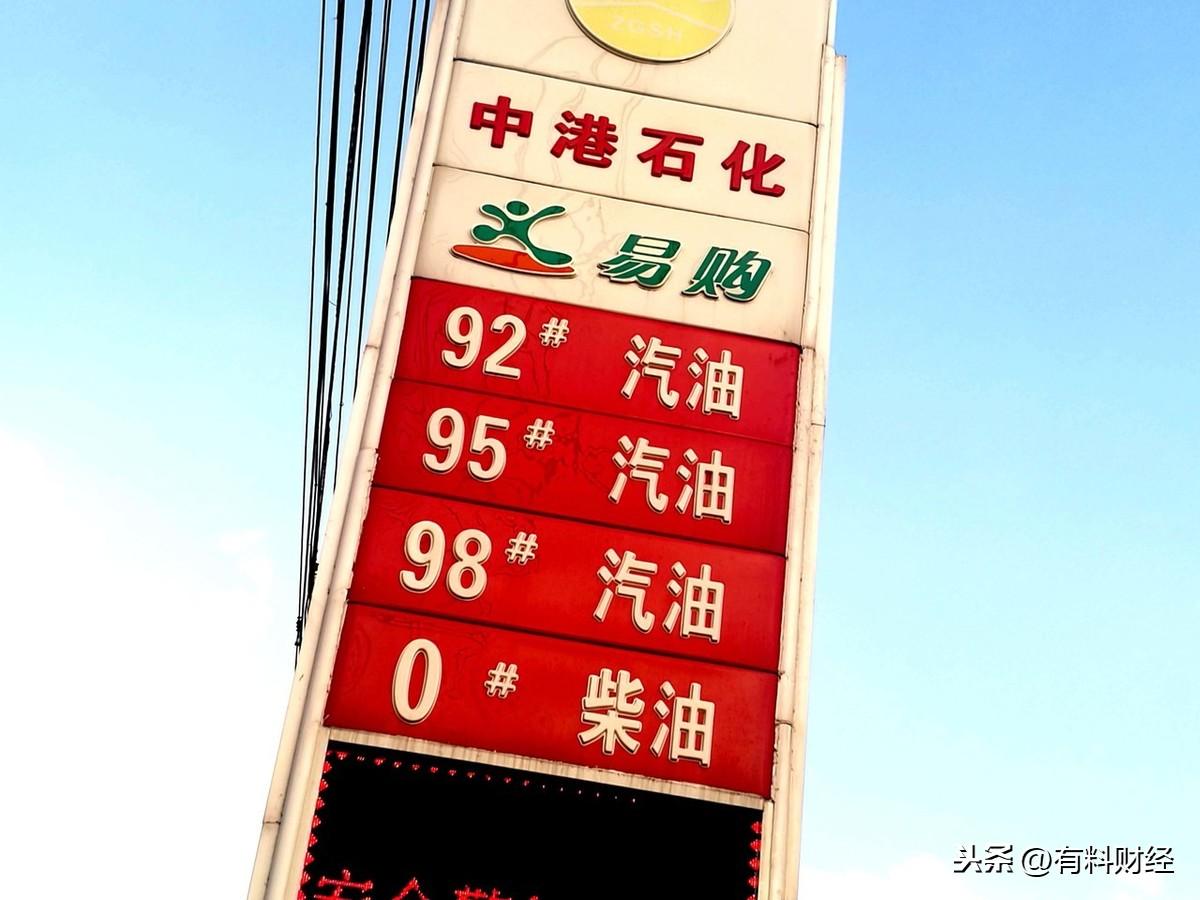 ZGSH
中港石化
易购
92# 汽油
95# 汽油
98# 汽油
0# 柴油
头条 @有料财经